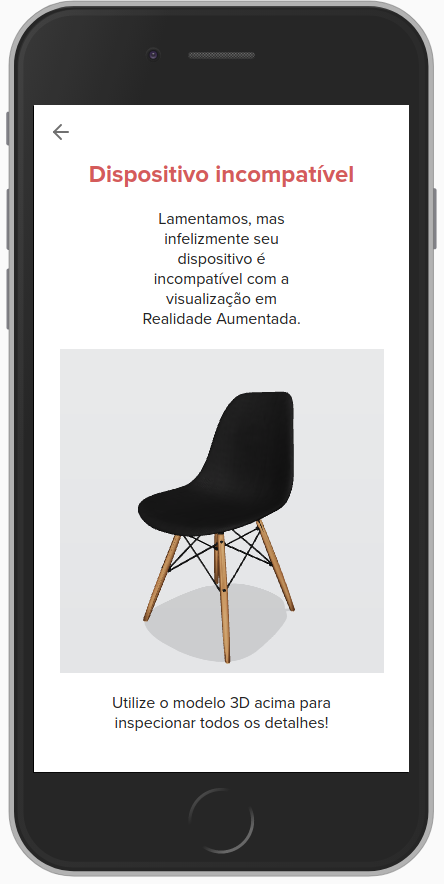 Dispositivo incompatível
Lamentamos, mas
infelizmente seu
dispositivo é
incompatível com a
visualização em
Realidade Aumentada.
Utilize o modelo 3D acima para
inspecionar todos os detalhes!